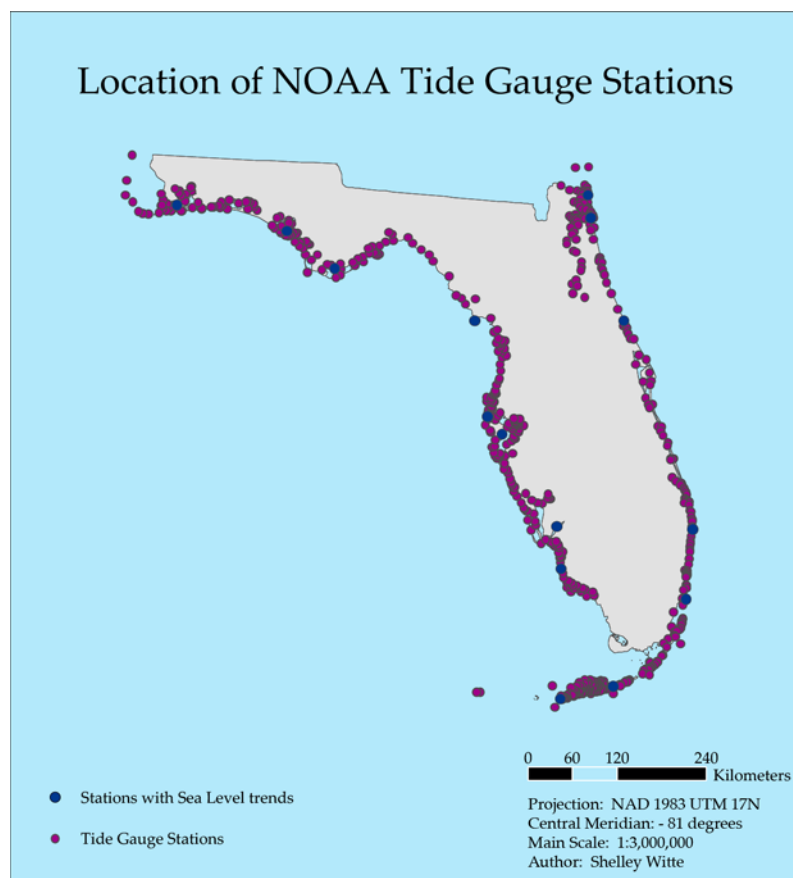 Location of NOAA Tide Gauge Stations
0 60 120 240
Kilometers
Stations with Sea Level trends
Tide Gauge Stations
Projection: NAD 1983 UTM 17N
Central Meridian: - 81 degrees
Main Scale: 1:3,000,000
Author: Shelley Witte